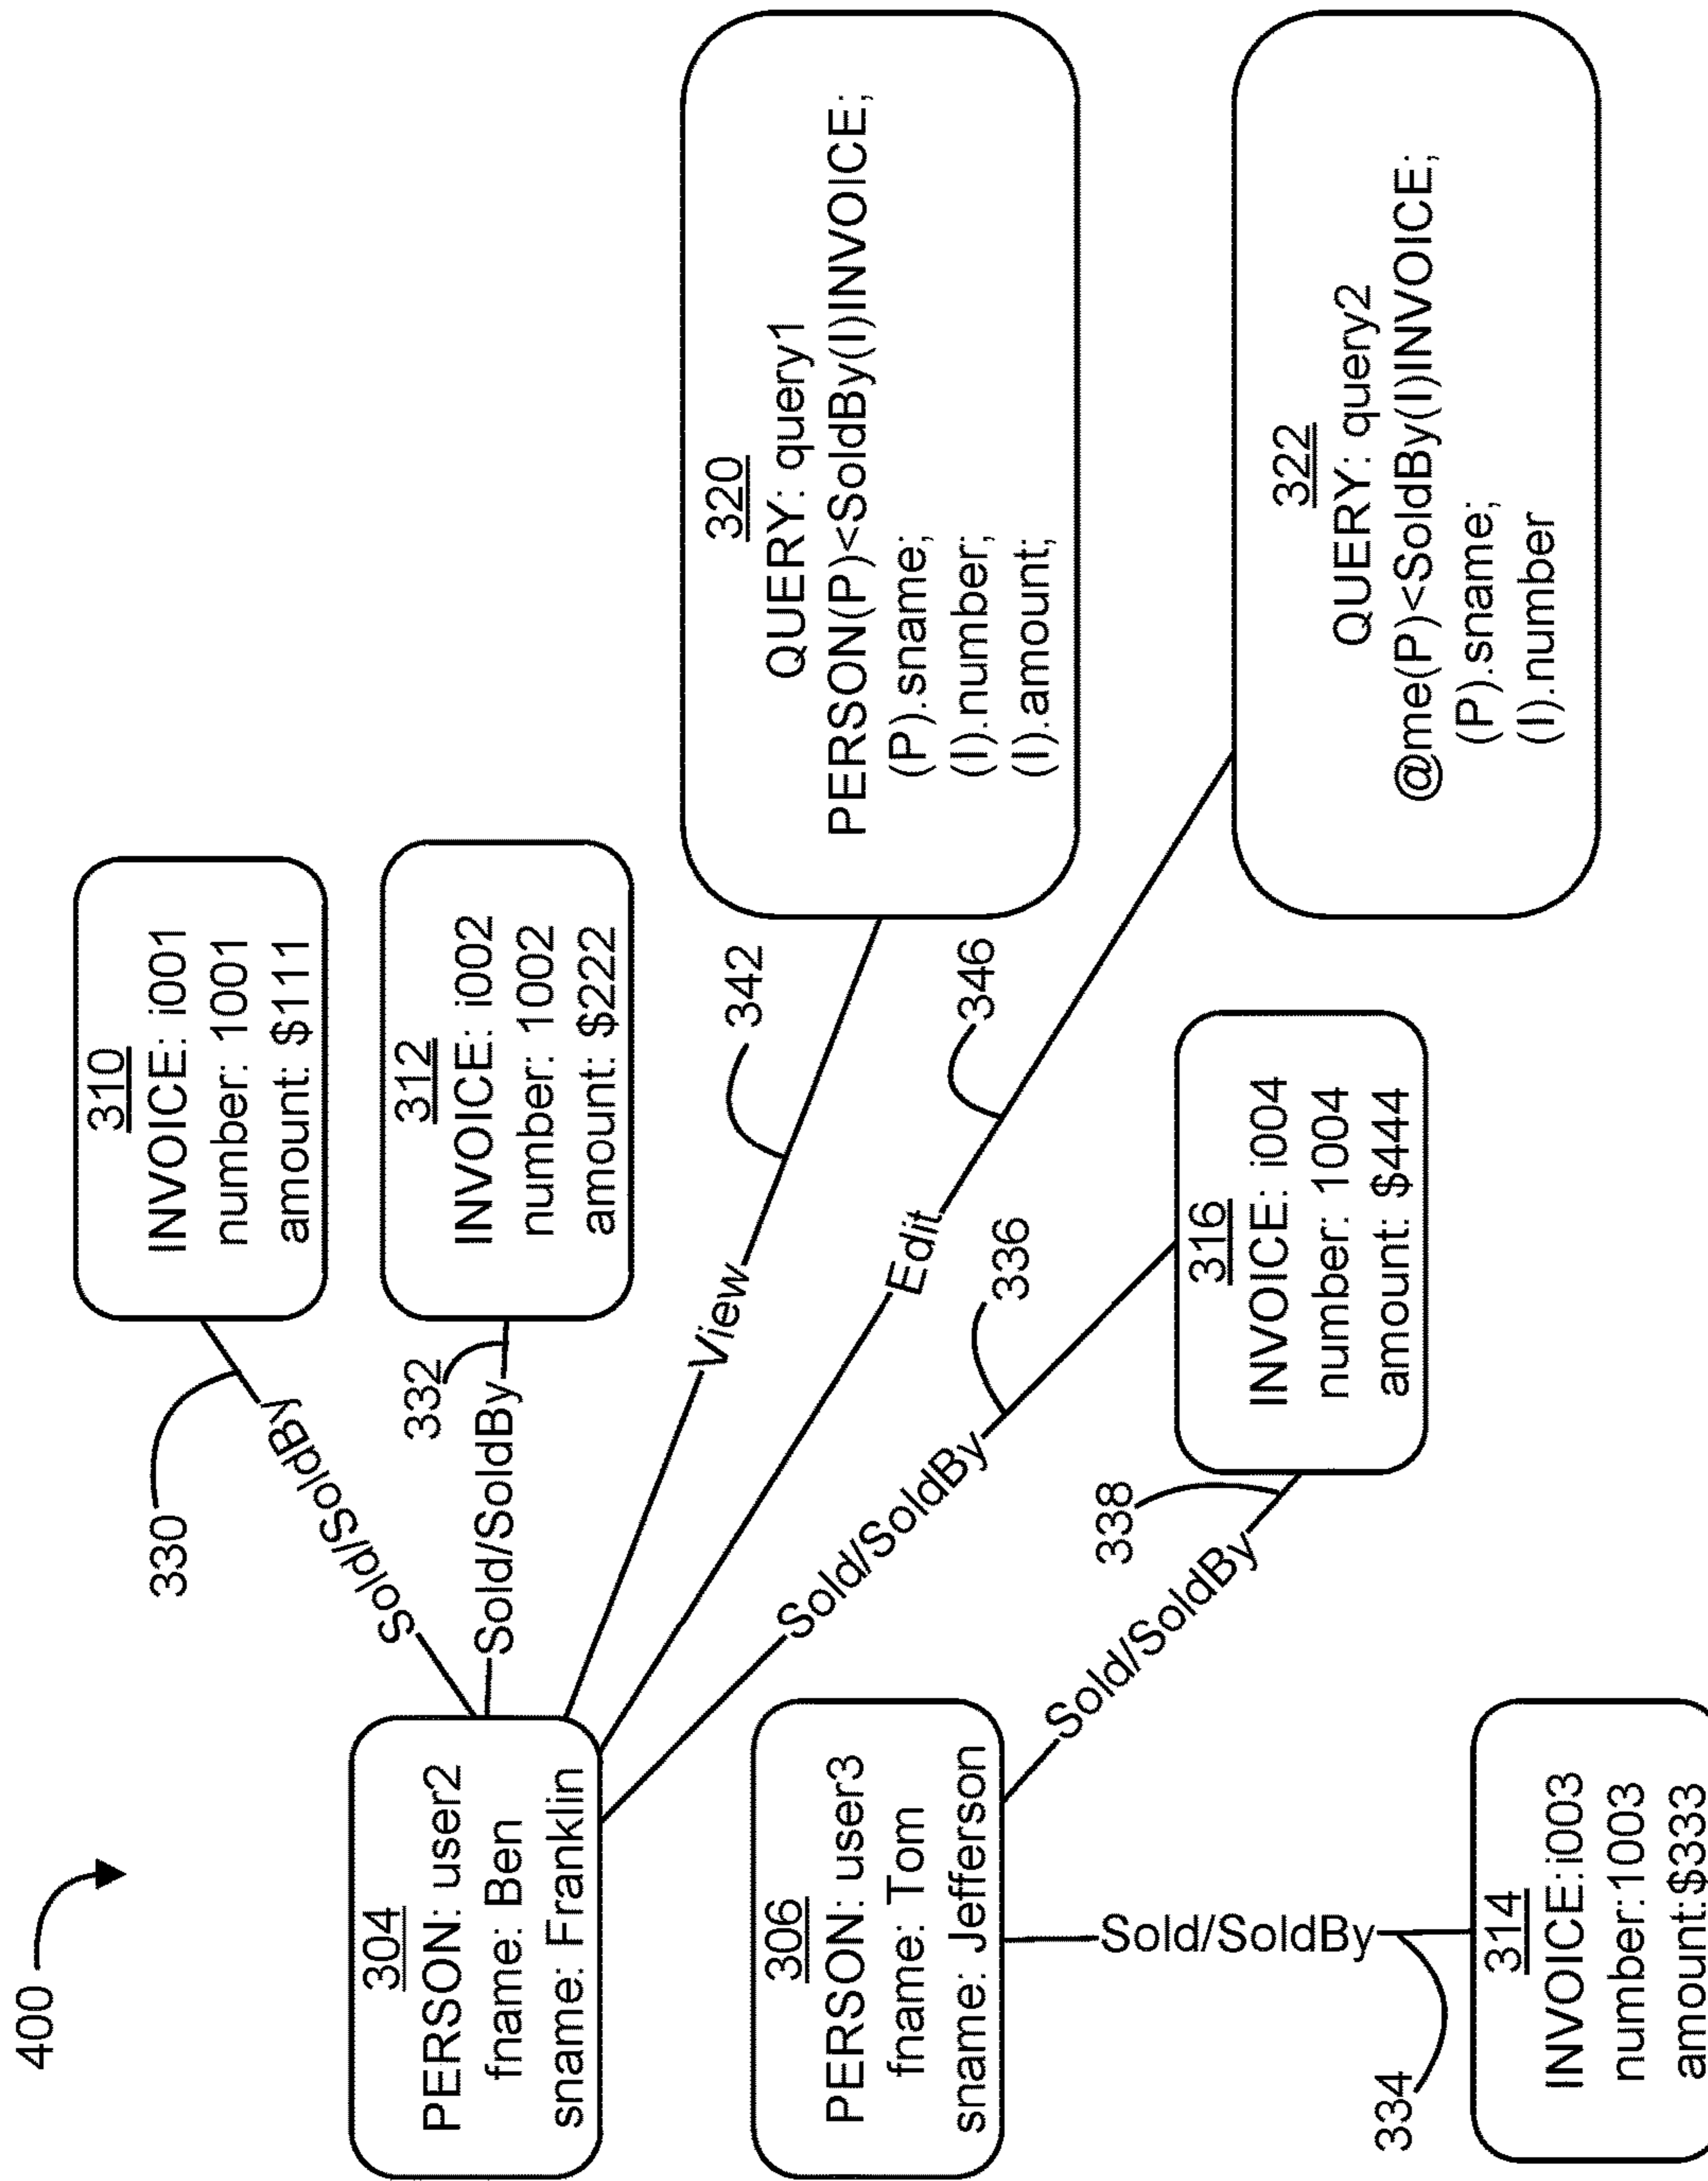 400
304
PERSON: user2
fname: Ben
sname: Franklin
330
Sold/SoldBy
310
INVOICE: i001
number: 1001
amount: $111
332
Sold/SoldBy
312
INVOICE: i002
number: 1002
amount: $222
View
342
320
QUERY: query1
PERSON(P)<SoldBy(I)INVOICE;
(P).sname;
(I).number;
(I).amount;
Edit
346
322
QUERY: query2
@me(P)<SoldBy(I)INVOICE;
(P).sname;
(I).number
306
PERSON: user3
fname: Tom
sname: Jefferson
Sold/SoldBy
336
Sold/SoldBy
338
316
INVOICE: i004
number: 1004
amount: $444
Sold/SoldBy
334
314
INVOICE:i003
number:1003
amount:$333